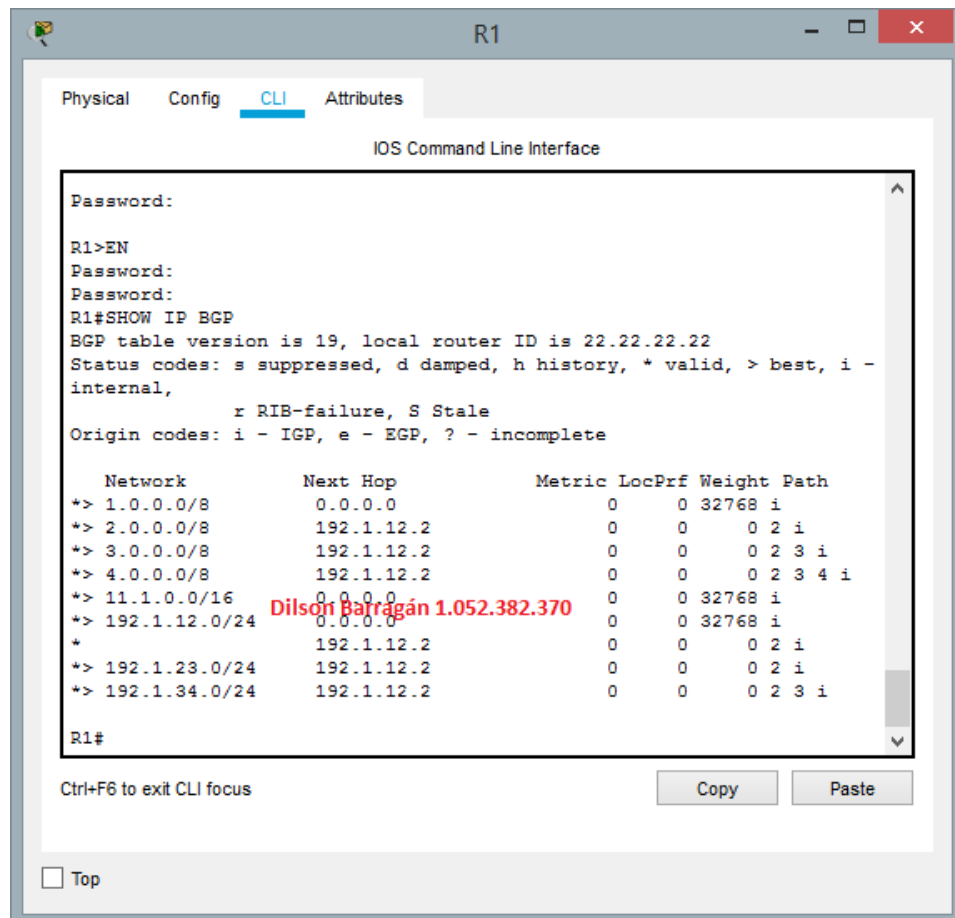 R1
Physical Config CLI Attributes
IOS Command Line Interface
Password:
R1>EN
Password:
Password:
R1#SHOW IP BGP
BGP table version is 19, local router ID is 22.22.22.22
Status codes: s suppressed, d damped, h history, * valid, > best, i -
internal,
r RIB-failure, S Stale
Origin codes: i - IGP, e - EGP, ? - incomplete
Network Next Hop Metric LocPrf Weight Path
*> 1.0.0.0/8 0.0.0.0 0 0 32768 i
*> 2.0.0.0/8 192.1.12.2 0 0 0 2 i
*> 3.0.0.0/8 192.1.12.2 0 0 0 2 3 i
*> 4.0.0.0/8 192.1.12.2 0 0 0 2 3 4 i
*> 11.1.0.0/16 0.0.0.0 0 0 32768 i
Dilson Barragán 1.052.382.370
*> 192.1.12.0/24 0.0.0.0 0 0 32768 i
* 192.1.12.2 0 0 0 2 i
*> 192.1.23.0/24 192.1.12.2 0 0 0 2 i
*> 192.1.34.0/24 192.1.12.2 0 0 0 2 3 i
R1#
Ctrl+F6 to exit CLI focus
Copy Paste
Top